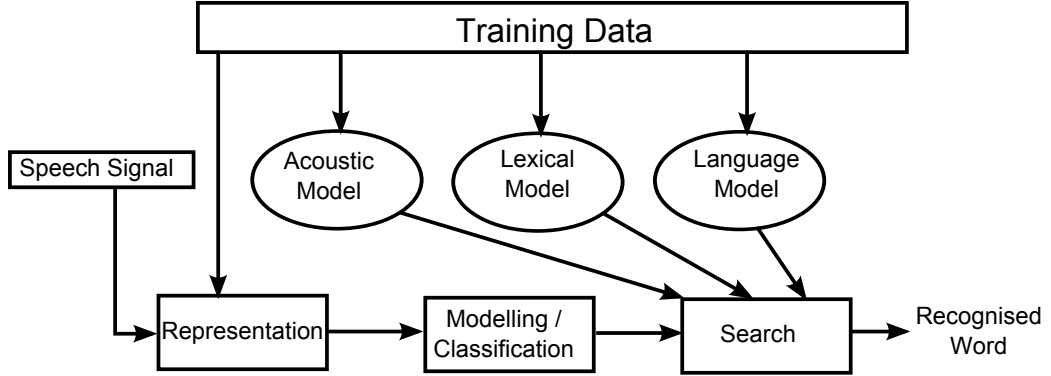 Training Data
Speech Signal
Acoustic
Model
Lexical
Model
Language
Model
Representation
Modelling /
Classification
Search
Recognised
Word